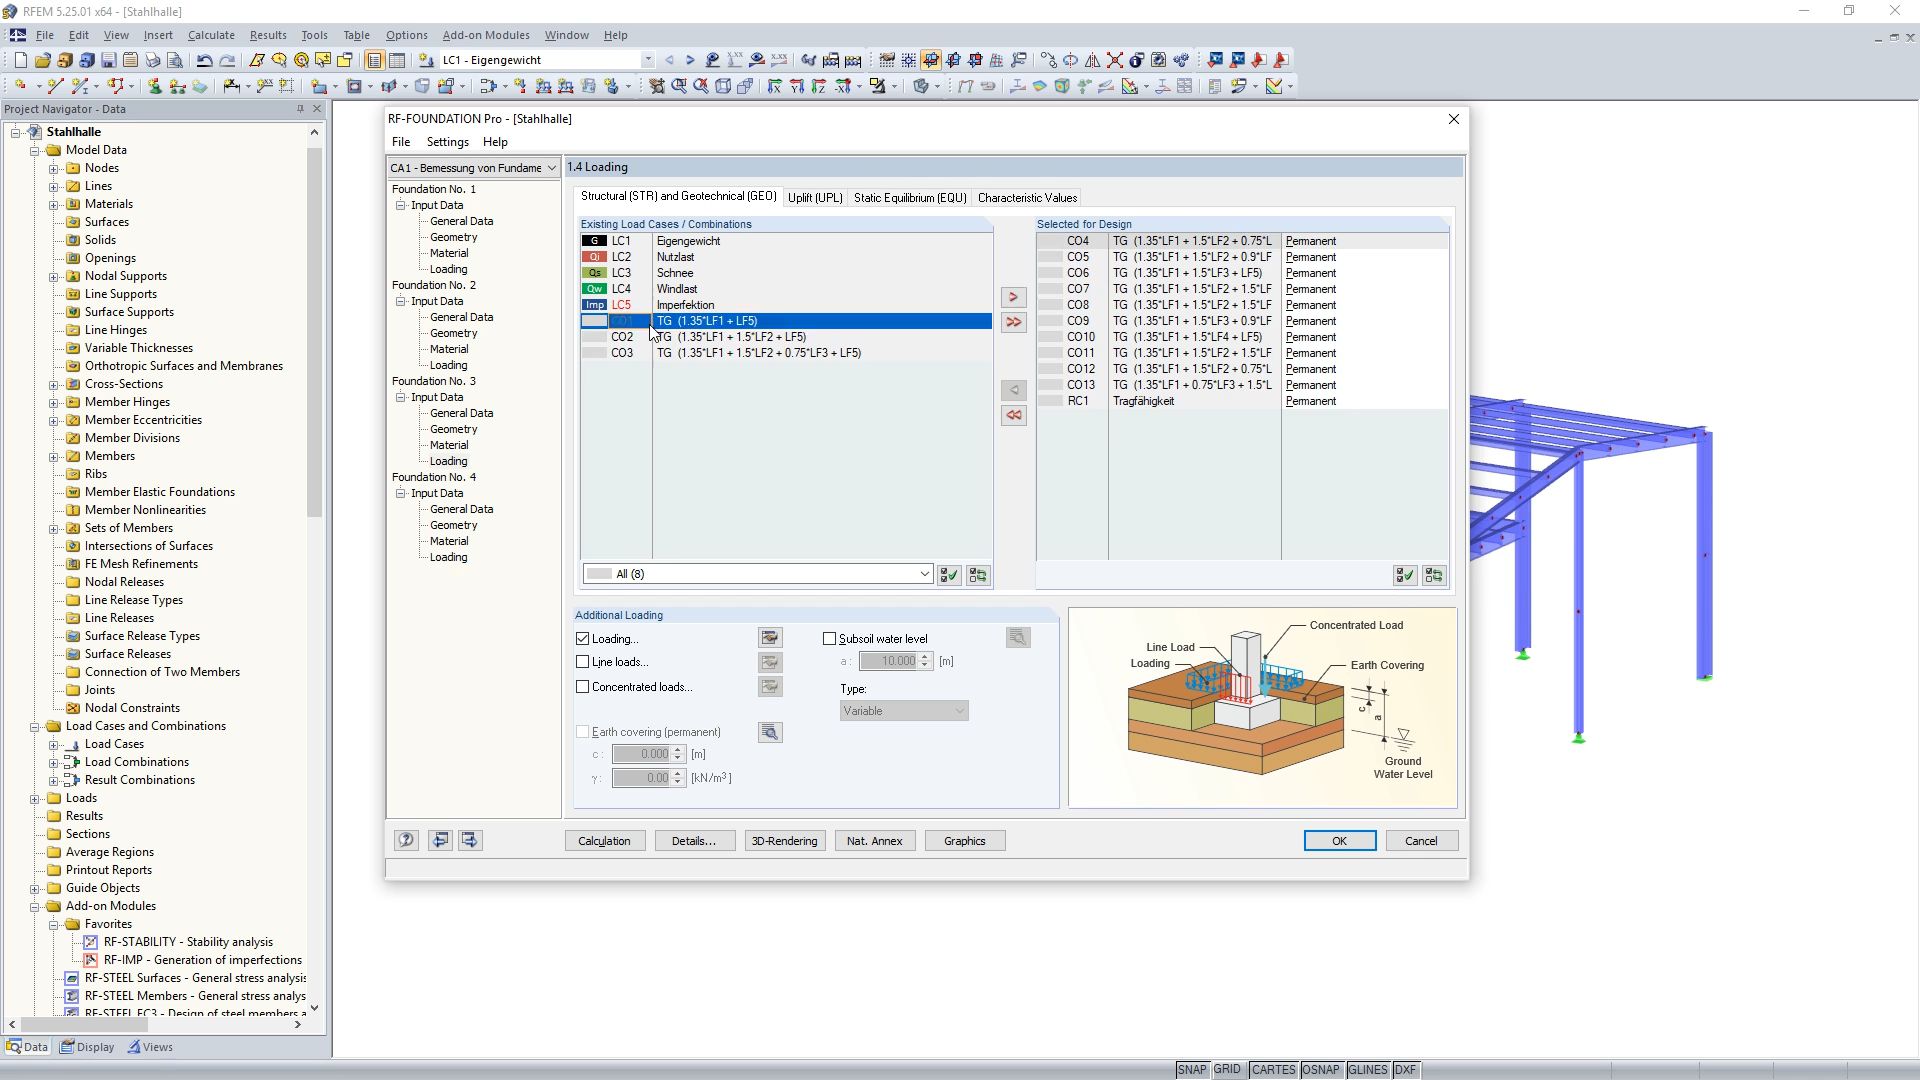 RFEM 5.25.01 x64 - [Stahlhalle]
File Edit View Insert Calculate Results Tools Table Options Add-on Modules Window Help
LC1 - Eigengewicht
Project Navigator - Data
Stahlhalle
Model Data
Nodes
Lines
Materials
Surfaces
Solids
Openings
Nodal Supports
Line Supports
Surface Supports
Line Hinges
Variable Thicknesses
Orthotropic Surfaces and Membranes
Cross-Sections
Member Hinges
Member Eccentricities
Member Divisions
Members
Ribs
Member Elastic Foundations
Member Nonlinearities
Sets of Members
Intersections of Surfaces
FE Mesh Refinements
Nodal Releases
Line Release Types
Line Releases
Surface Release Types
Surface Releases
Connection of Two Members
Joints
Nodal Constraints
Load Cases and Combinations
Load Cases
Load Combinations
Result Combinations
Loads
Results
Sections
Average Regions
Printout Reports
Guide Objects
Add-on Modules
Favorites
RF-STABILITY - Stability analysis
RF-IMP - Generation of imperfections
RF-STEEL Surfaces - General stress analysis
RF-STEEL Members - General stress analys
RF-STEEL EC3 - Design of steel members a
Data Display Views
RF-FOUNDATION Pro - [Stahlhalle]
File Settings Help
CA1 - Bemessung von Fundame
Foundation No. 1
Input Data
General Data
Geometry
Material
Loading
Foundation No. 2
Input Data
General Data
Geometry
Material
Loading
Foundation No. 3
Input Data
General Data
Geometry
Material
Loading
Foundation No. 4
Input Data
General Data
Geometry
Material
Loading
1.4 Loading
Structural (STR) and Geotechnical (GEO) Uplift (UPL) Static Equilibrium (EQU) Characteristic Values
Existing Load Cases / Combinations
G LC1 Eigengewicht
Qi LC2 Nutzlast
Qs LC3 Schnee
Qw LC4 Windlast
Imp LC5 Imperfektion
CO1 TG (1.35*LF1 + LF5)
CO2 TG (1.35*LF1 + 1.5*LF2 + LF5)
CO3 TG (1.35*LF1 + 1.5*LF2 + 0.75*LF3 + LF5)
All (8)
Selected for Design
CO4 TG (1.35*LF1 + 1.5*LF2 + 0.75*L Permanent
CO5 TG (1.35*LF1 + 1.5*LF2 + 0.9*LF Permanent
CO6 TG (1.35*LF1 + 1.5*LF3 + LF5) Permanent
CO7 TG (1.35*LF1 + 1.5*LF2 + 1.5*LF Permanent
CO8 TG (1.35*LF1 + 1.5*LF2 + 1.5*LF Permanent
CO9 TG (1.35*LF1 + 1.5*LF3 + 0.9*LF Permanent
CO10 TG (1.35*LF1 + 1.5*LF4 + LF5) Permanent
CO11 TG (1.35*LF1 + 1.5*LF2 + 1.5*LF Permanent
CO12 TG (1.35*LF1 + 1.5*LF2 + 0.75*L Permanent
CO13 TG (1.35*LF1 + 0.75*LF3 + 1.5*L Permanent
RC1 Tragfähigkeit Permanent
Additional Loading
Loading...
Line loads...
Concentrated loads...
Earth covering (permanent)
c : 0.000 [m]
γ : 0.00 [kN/m³]
Subsoil water level
a : 10.000 [m]
Type:
Variable
Concentrated Load
Line Load
Loading
Earth Covering
c
a
Ground
Water Level
Calculation Details... 3D-Rendering Nat. Annex Graphics OK Cancel
SNAP GRID CARTES OSNAP GLINES DXF